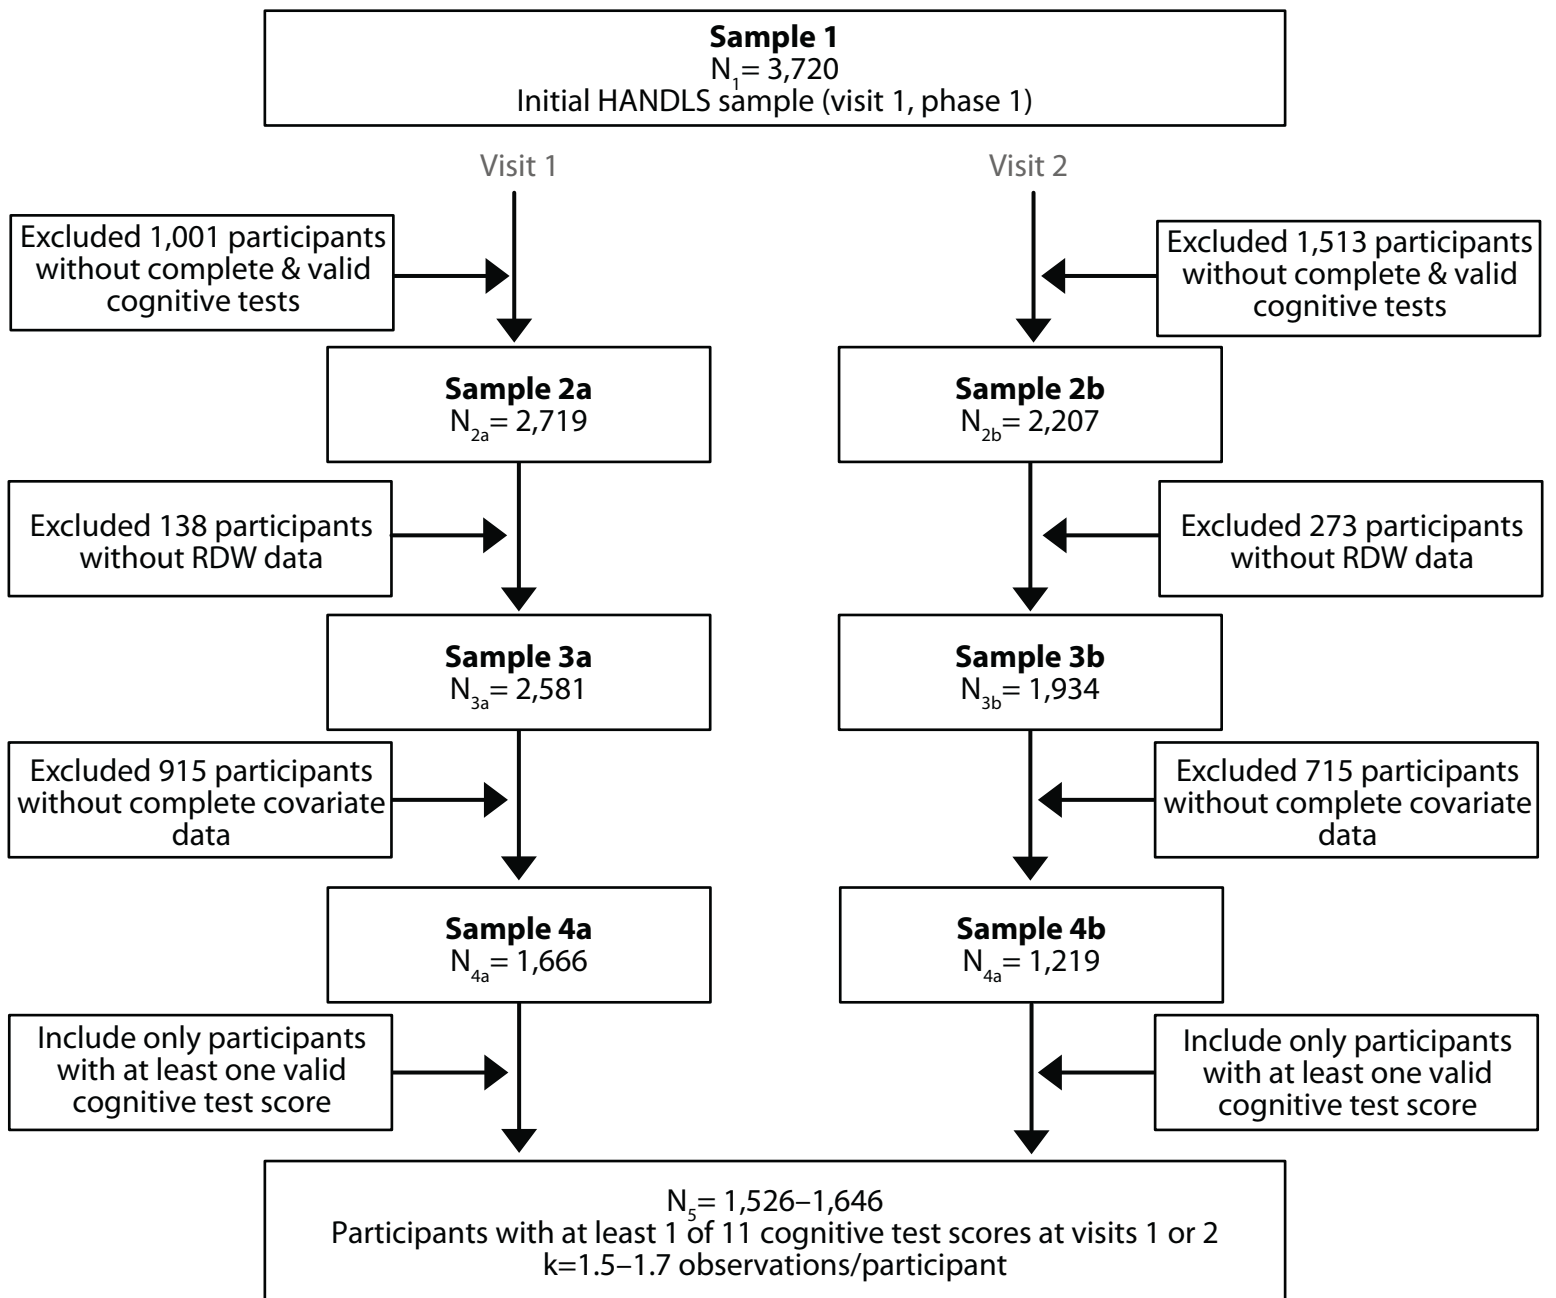 Sample 1
N1= 3,720
Initial HANDLS sample (visit 1, phase 1)
Visit 1
Visit 2
Excluded 1,001 participants
without complete & valid
cognitive tests
Excluded 1,513 participants
without complete & valid
cognitive tests
Sample 2a
N2a= 2,719
Sample 2b
N2b= 2,207
Excluded 138 participants
without RDW data
Excluded 273 participants
without RDW data
Sample 3a
N3a= 2,581
Sample 3b
N3b= 1,934
Excluded 915 participants
without complete covariate
data
Excluded 715 participants
without complete covariate
data
Sample 4a
N4a= 1,666
Sample 4b
N4a= 1,219
Include only participants
with at least one valid
cognitive test score
Include only participants
with at least one valid
cognitive test score
N5= 1,526–1,646
Participants with at least 1 of 11 cognitive test scores at visits 1 or 2
k=1.5–1.7 observations/participant